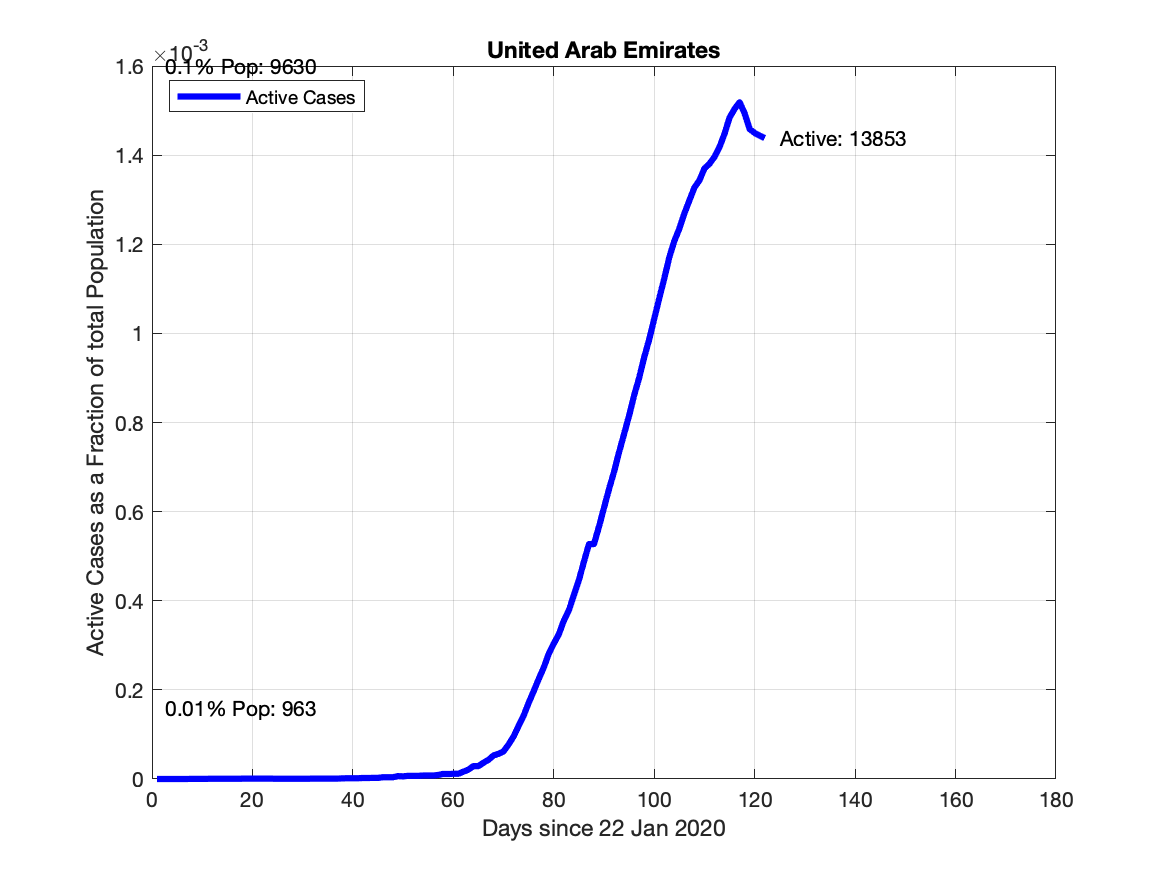 United Arab Emirates
×10-3
0.1% Pop: 9630
Active Cases
Active: 13853
0.01% Pop: 963
1.6
1.4
1.2
1
0.8
0.6
0.4
0.2
0
Active Cases as a Fraction of total Population
0 20 40 60 80 100 120 140 160 180
Days since 22 Jan 2020